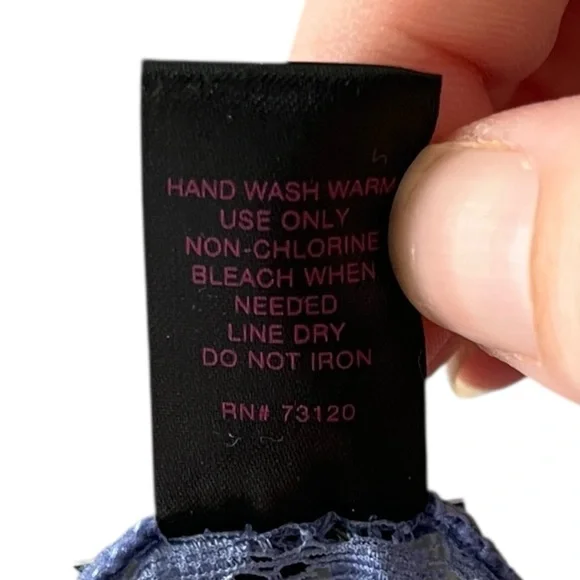 HAND WASH WARM
USE ONLY
NON-CHLORINE
BLEACH WHEN
NEEDED
LINE DRY
DO NOT IRON
RN# 73120